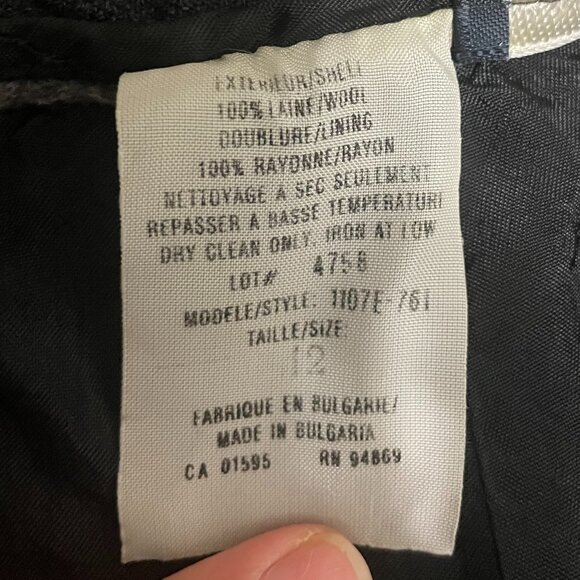 EXTERIEUR/SHELL
100% LAINE/WOOL
DOUBLURE/LINING
100% RAYONNE/RAYON
NETTOYAGE A SEC SEULEMENT
REPASSER A BASSE TEMPERATURE
DRY CLEAN ONLY, IRON AT LOW
LOT# 4758
MODELE/STYLE: 1107E-761
TAILLE/SIZE
12
FABRIQUE EN BULGARIE/
MADE IN BULGARIA
CA 01595 RN 94869